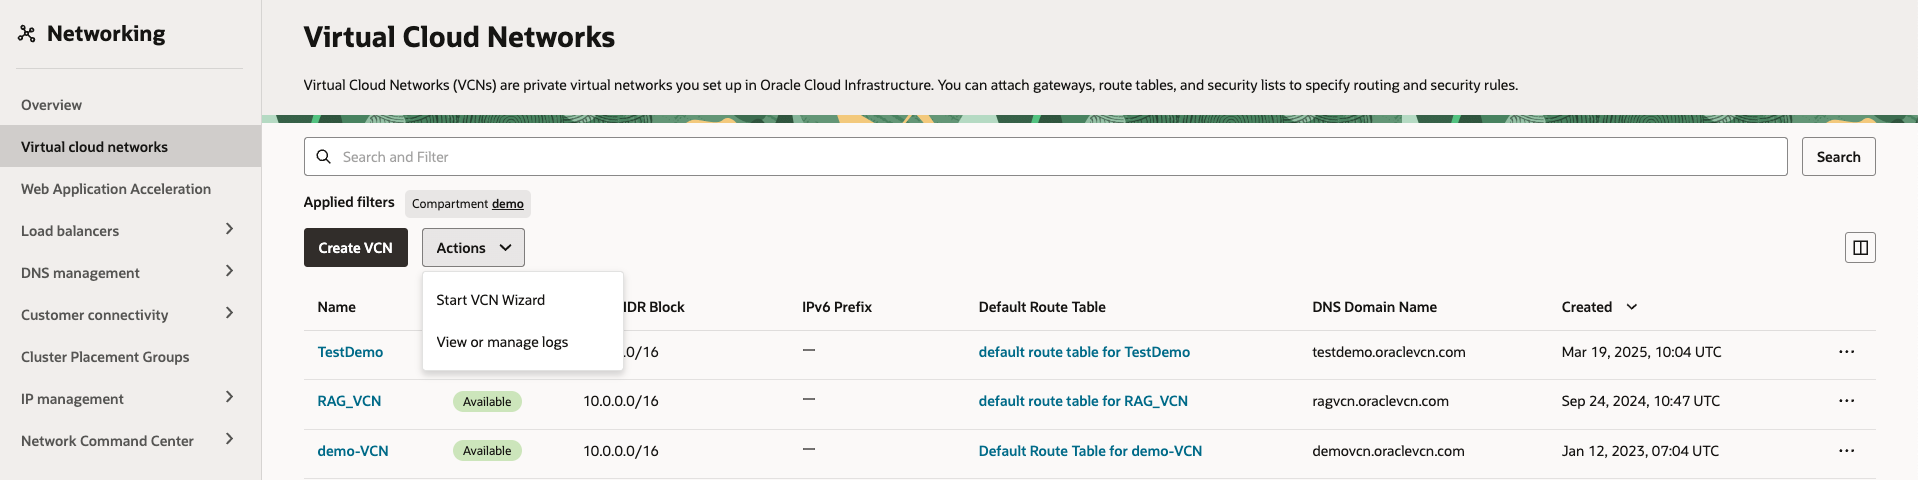 Networking
Overview
Virtual cloud networks
Web Application Acceleration
Load balancers
DNS management
Customer connectivity
Cluster Placement Groups
IP management
Network Command Center
Virtual Cloud Networks
Virtual Cloud Networks (VCNs) are private virtual networks you set up in Oracle Cloud Infrastructure. You can attach gateways, route tables, and security lists to specify routing and security rules.
Search and Filter
Search
Applied filters Compartment demo
Create VCN Actions
Start VCN Wizard
View or manage logs
Name IDR Block IPv6 Prefix Default Route Table DNS Domain Name Created
TestDemo .0/16 — default route table for TestDemo testdemo.oraclevcn.com Mar 19, 2025, 10:04 UTC ...
RAG_VCN Available 10.0.0.0/16 — default route table for RAG_VCN ragvcn.oraclevcn.com Sep 24, 2024, 10:47 UTC ...
demo-VCN Available 10.0.0.0/16 — Default Route Table for demo-VCN demovcn.oraclevcn.com Jan 12, 2023, 07:04 UTC ...